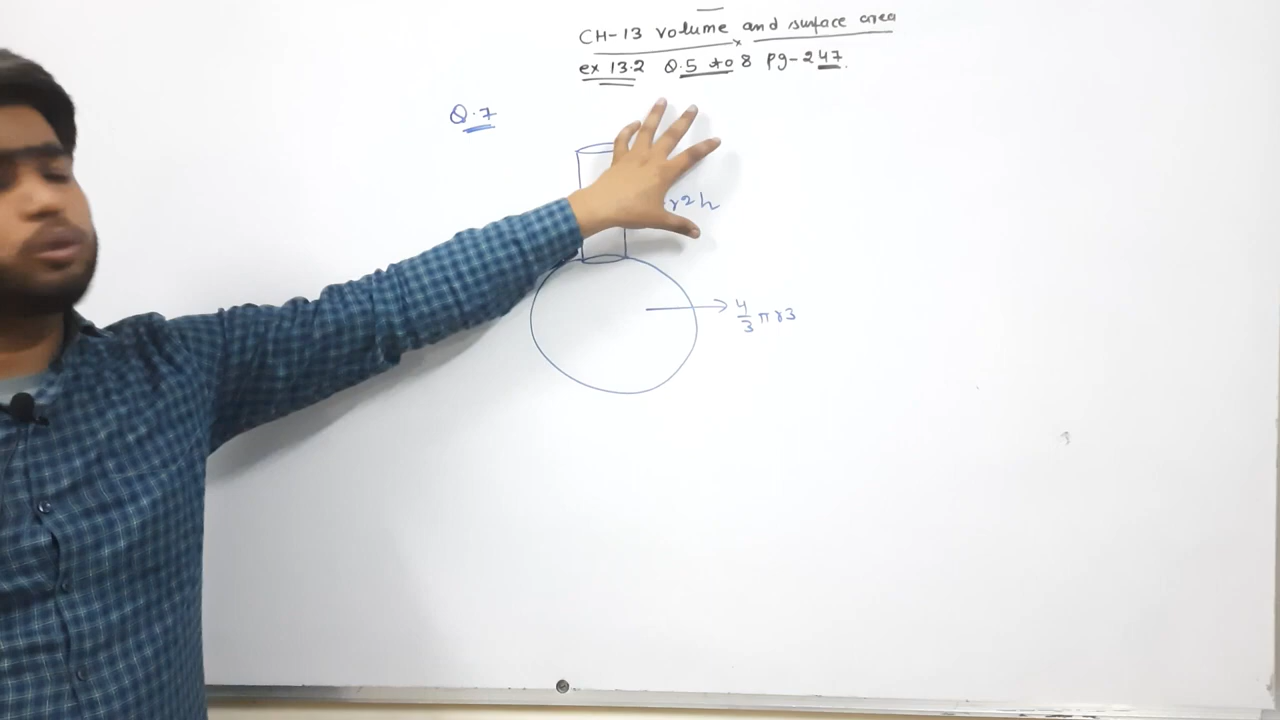 CH-13 Volume and surface area
ex 13.2 Q.5 to 8 Pg-247.
Q.7
r2h
4/3 πr3